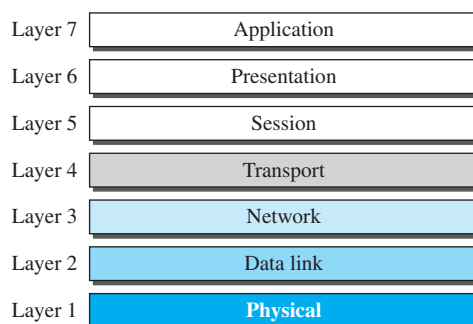 Layer 7 Application
Layer 6 Presentation
Layer 5 Session
Layer 4 Transport
Layer 3 Network
Layer 2 Data link
Layer 1 Physical